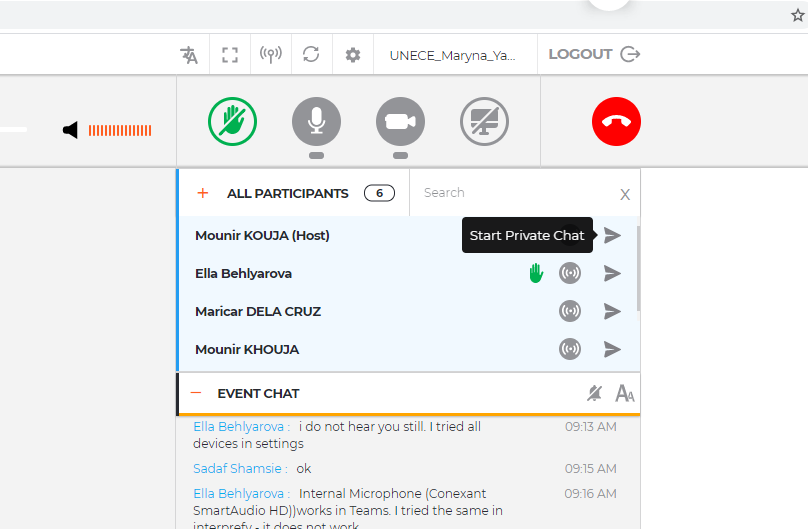 UNECE_Maryna_Ya...
LOGOUT
ALL PARTICIPANTS 6
Search
X
Mounir KOUJA (Host)
Start Private Chat
Ella Behlyarova
Maricar DELA CRUZ
Mounir KHOUJA
EVENT CHAT
AA
Ella Behlyarova : i do not hear you still. I tried all 09:13 AM
devices in settings
Sadaf Shamsie : ok 09:15 AM
Ella Behlyarova : Internal Microphone (Conexant 09:16 AM
SmartAudio HD))works in Teams. I tried the same in
interprefy - it does not work